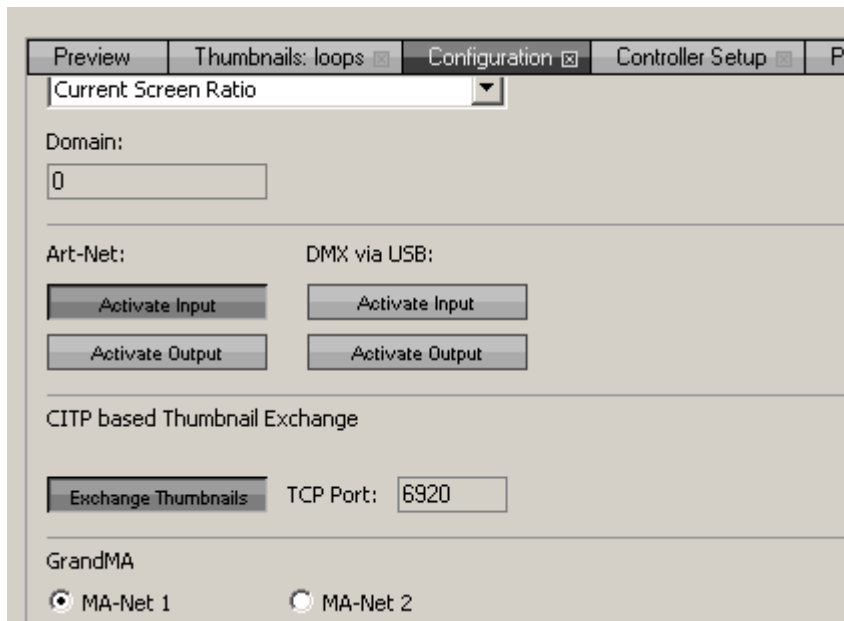 Preview Thumbnails: loops Configuration Controller Setup P
Current Screen Ratio
Domain:
0
Art-Net: DMX via USB:
Activate Input Activate Input
Activate Output Activate Output
CITP based Thumbnail Exchange
Exchange Thumbnails TCP Port: 6920
GrandMA
MA-Net 1 MA-Net 2